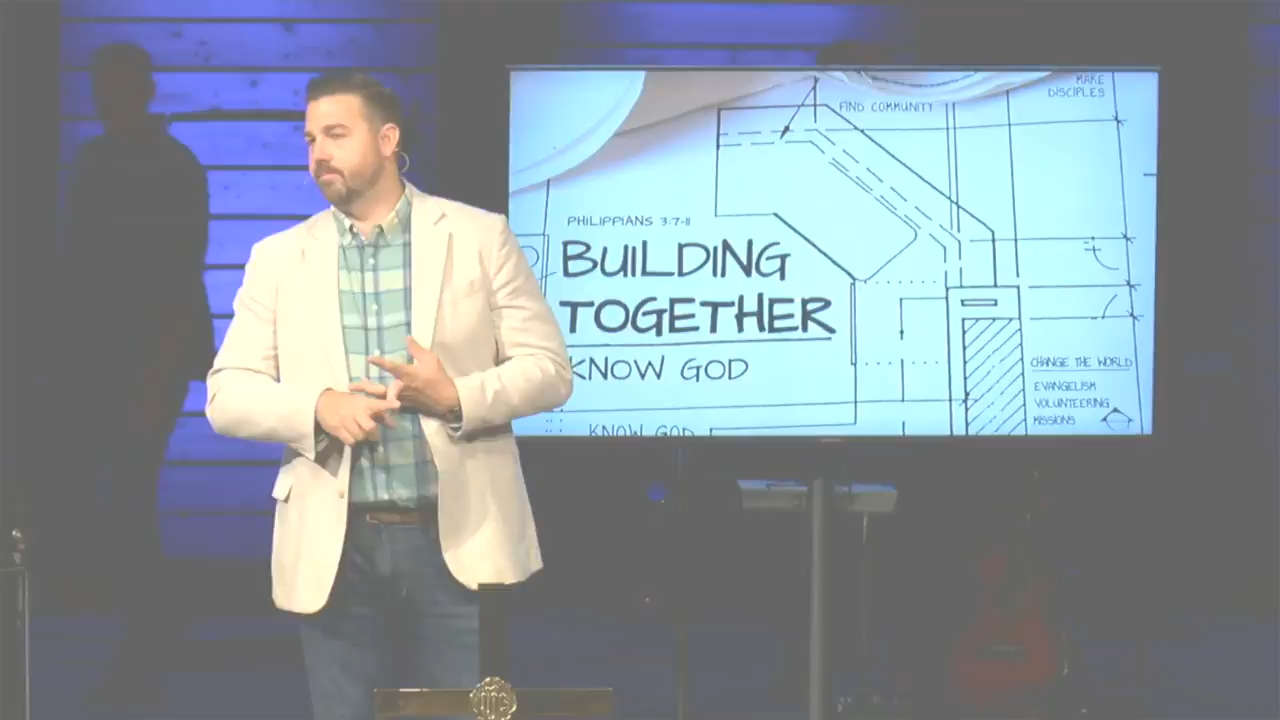 MAKE
DISCIPLES
FIND COMMUNITY
PHILIPPIANS 3:7-11
BUILDING
TOGETHER
KNOW GOD
CHANGE THE WORLD
EVANGELISM
VOLUNTEERING
MISSIONS
KNOW GOD